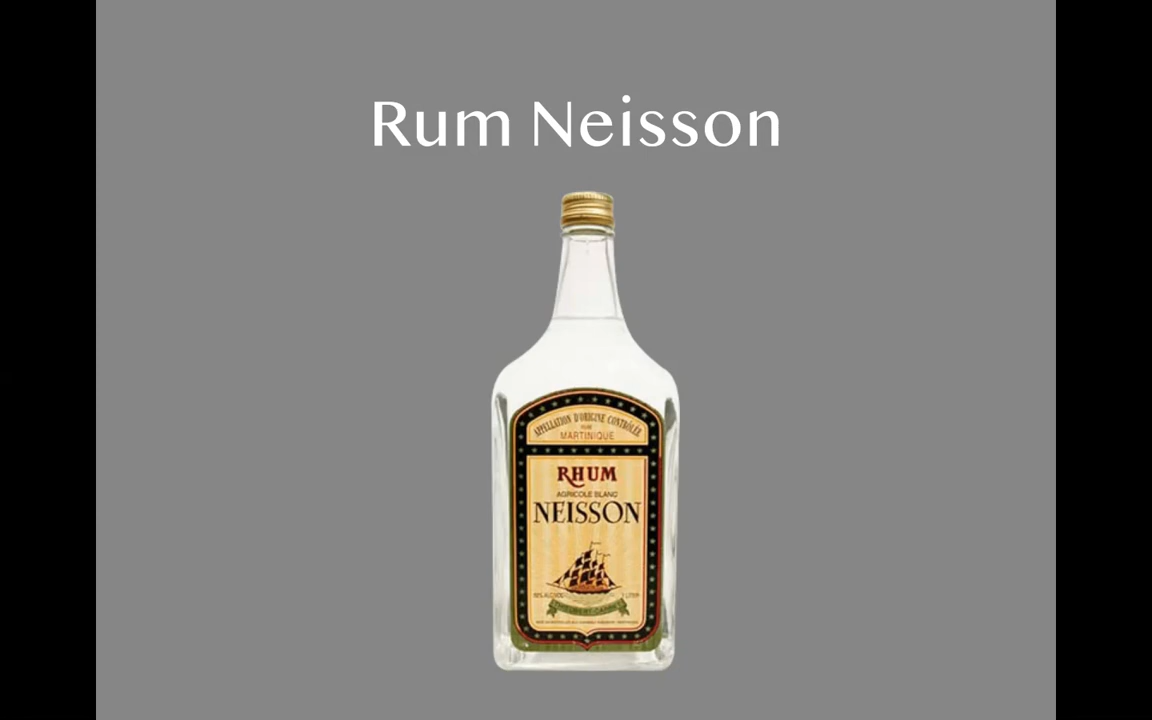 Rum Neisson
APPELLATION D'ORIGINE CONTRÔLÉE
MARTINIQUE
RHUM
AGRICOLE BLANC
NEISSON